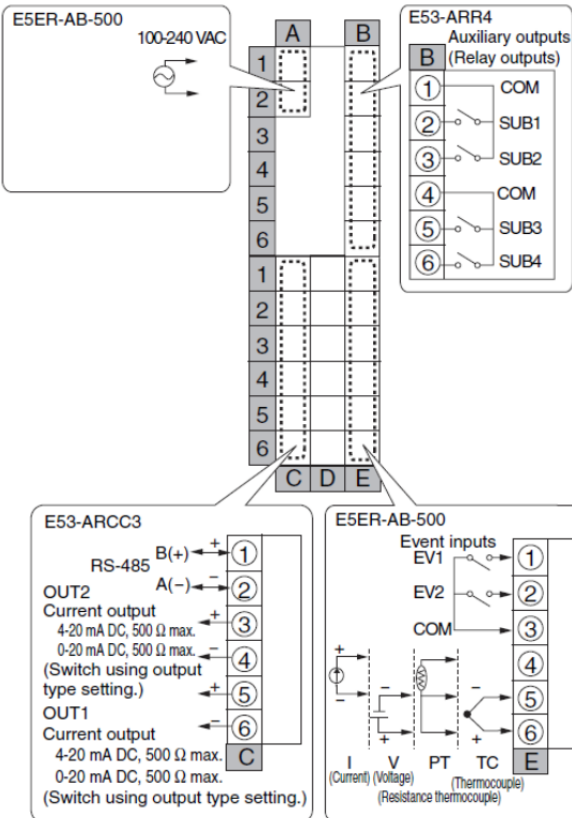 E5ER-AB-500
100-240 VAC
A
B
1
2
3
4
5
6
1
2
3
4
5
6
C D E
E53-ARR4
Auxiliary outputs
(Relay outputs)
B
1 COM
2 SUB1
3 SUB2
4 COM
5 SUB3
6 SUB4
E53-ARCC3
RS-485
B(+) + 1
A(−) − 2
OUT2
Current output
4-20 mA DC, 500 Ω max.
0-20 mA DC, 500 Ω max.
(Switch using output
type setting.)
+ 3
− 4
OUT1
Current output
4-20 mA DC, 500 Ω max.
0-20 mA DC, 500 Ω max.
(Switch using output type setting.)
+ 5
− 6
C
E5ER-AB-500
Event inputs
EV1 1
EV2 2
COM 3
4
5
6
+ −
− +
− +
I
(Current)
V
(Voltage)
PT
(Resistance thermocouple)
TC
(Thermocouple)
E